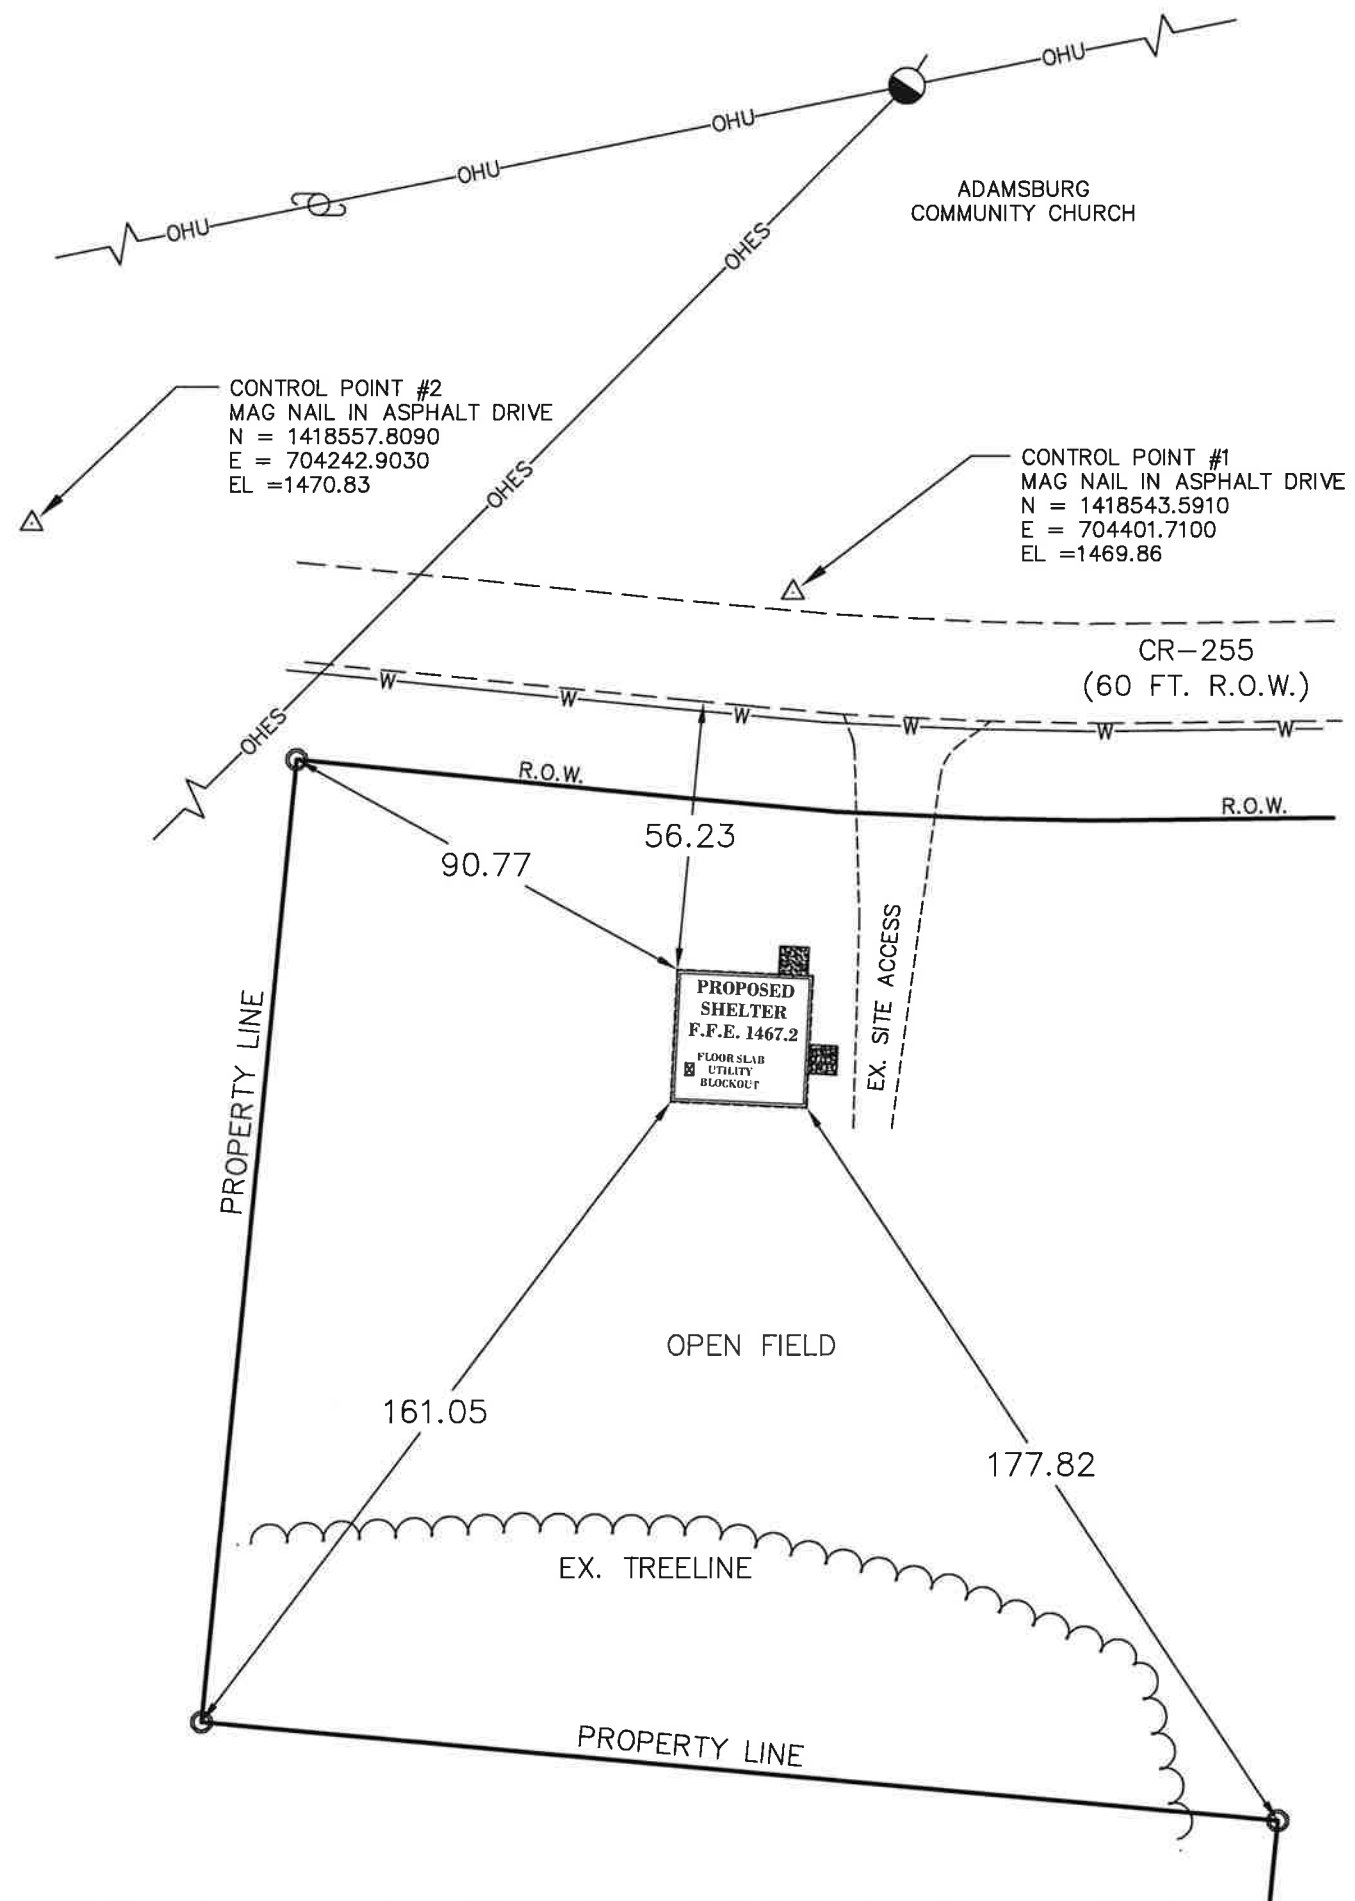 OHU
OHU
OHU
OHU
ADAMSBURG
COMMUNITY CHURCH
OHES
CONTROL POINT #2
MAG NAIL IN ASPHALT DRIVE
N = 1418557.8090
E = 704242.9030
EL =1470.83
OHES
CONTROL POINT #1
MAG NAIL IN ASPHALT DRIVE
N = 1418543.5910
E = 704401.7100
EL =1469.86
CR-255
(60 FT. R.O.W.)
W
W
W
W
W
W
OHES
R.O.W.
R.O.W.
56.23
90.77
EX. SITE ACCESS
PROPOSED
SHELTER
F.F.E. 1467.2
FLOOR SLAB
UTILITY
BLOCKOUT
PROPERTY LINE
OPEN FIELD
161.05
177.82
EX. TREELINE
PROPERTY LINE